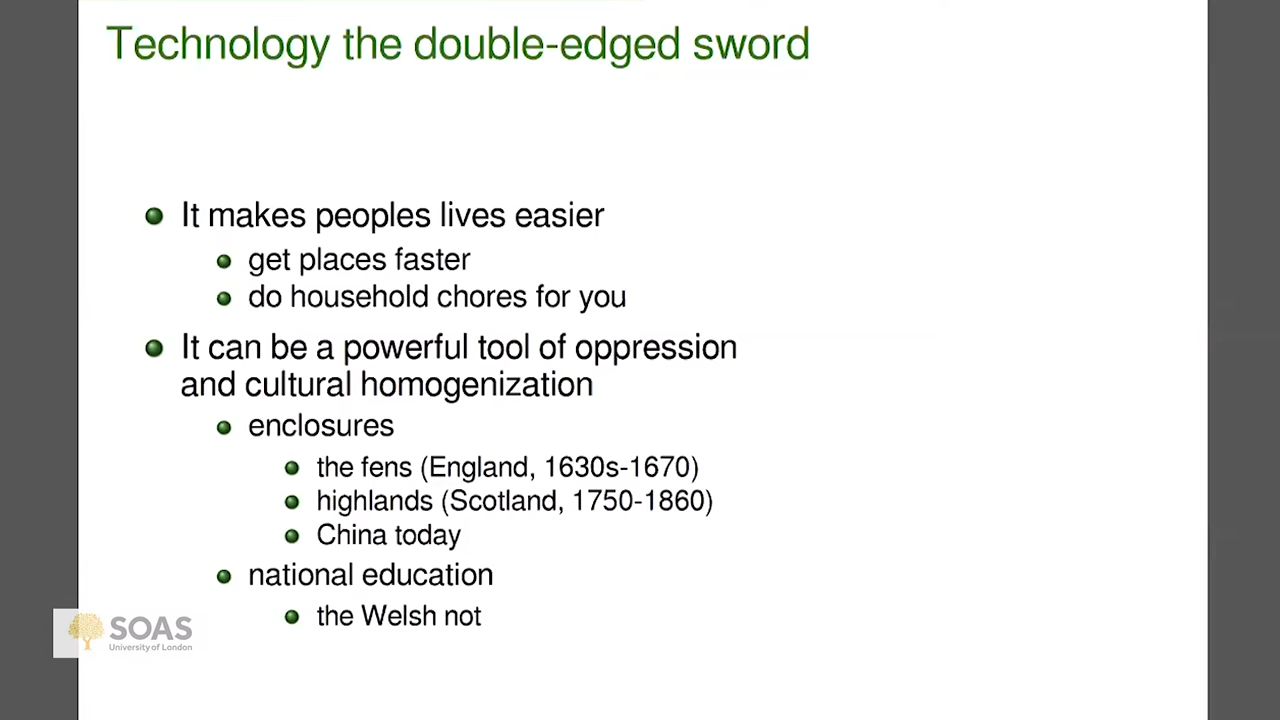 Technology the double-edged sword
It makes peoples lives easier
get places faster
do household chores for you
It can be a powerful tool of oppression
and cultural homogenization
enclosures
the fens (England, 1630s-1670)
highlands (Scotland, 1750-1860)
China today
national education
the Welsh not
SOAS
University of London